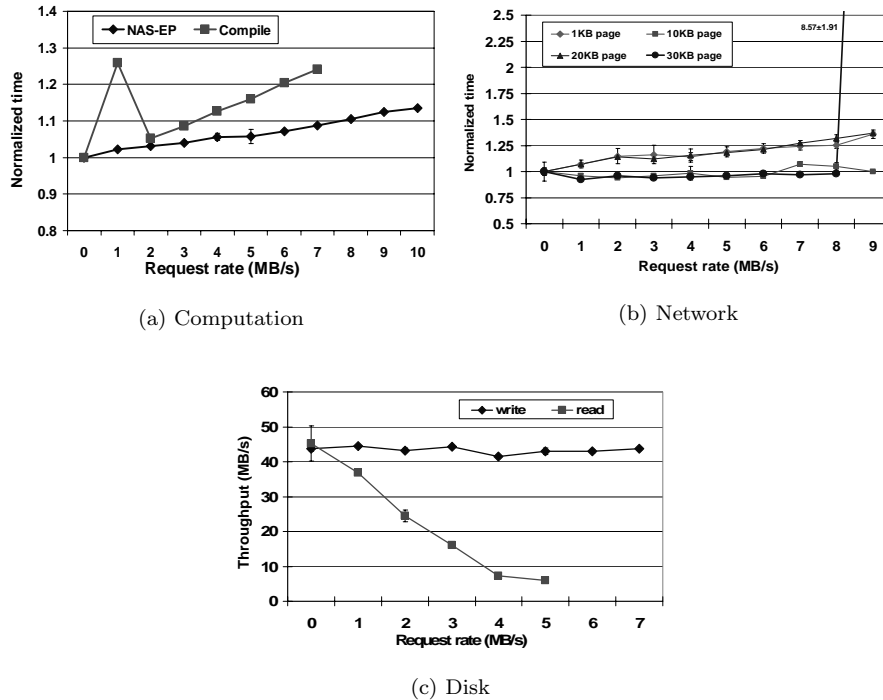 1.4
1.3
1.2
1.1
1
0.9
0.8
Normalized time
NAS-EP Compile
0 1 2 3 4 5 6 7 8 9 10
Request rate (MB/s)
(a) Computation
2.5
2.25
2
1.75
1.5
1.25
1
0.75
0.5
Normalized time
8.57±1.91
1KB page 10KB page
20KB page 30KB page
0 1 2 3 4 5 6 7 8 9
Request rate (MB/s)
(b) Network
60
50
40
30
20
10
0
Throughput (MB/s)
write read
0 1 2 3 4 5 6 7
Request rate (MB/s)
(c) Disk